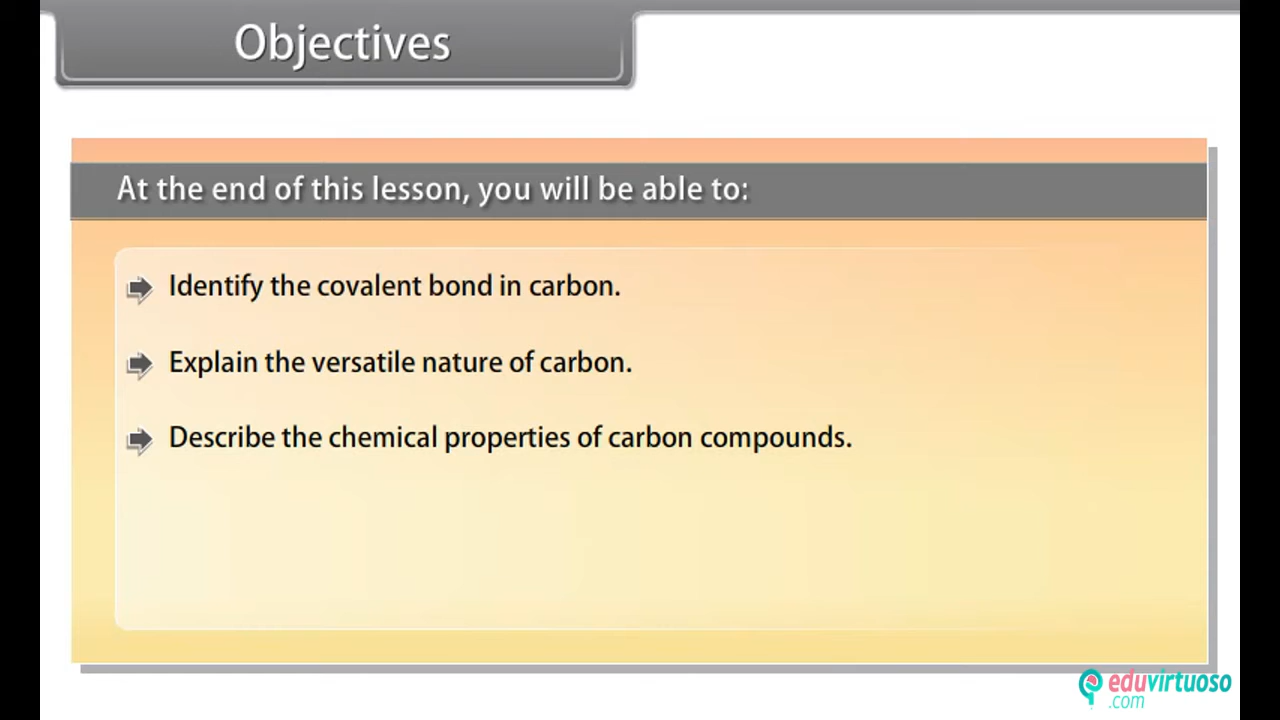 Objectives
At the end of this lesson, you will be able to:
Identify the covalent bond in carbon.
Explain the versatile nature of carbon.
Describe the chemical properties of carbon compounds.
eduvirtuoso
.com